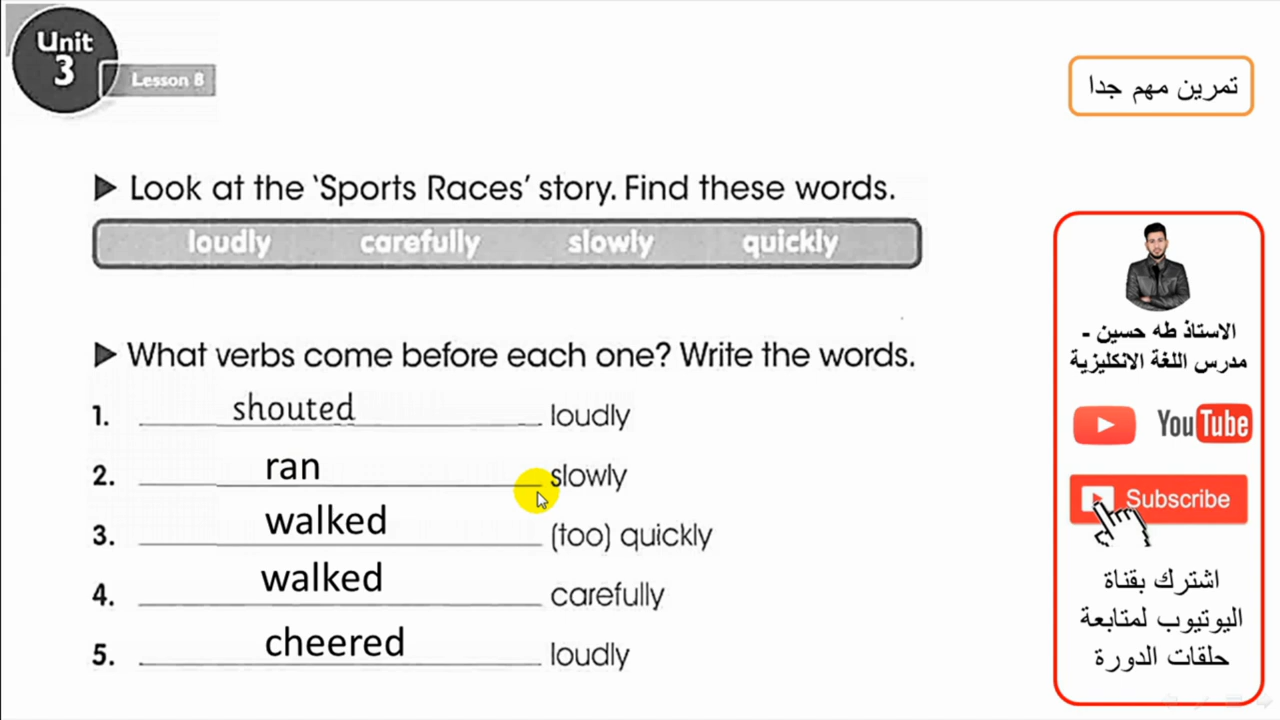 Unit
3
Lesson 8
تمرين مهم جدا
Look at the ‘Sports Races’ story. Find these words.
loudly carefully slowly quickly
What verbs come before each one? Write the words.
1. shouted loudly
2. ran slowly
3. walked (too) quickly
4. walked carefully
5. cheered loudly
الاستاذ طه حسين -
مدرس اللغة الانكليزية
YouTube
Subscribe
اشترك بقناة
اليوتيوب لمتابعة
حلقات الدورة